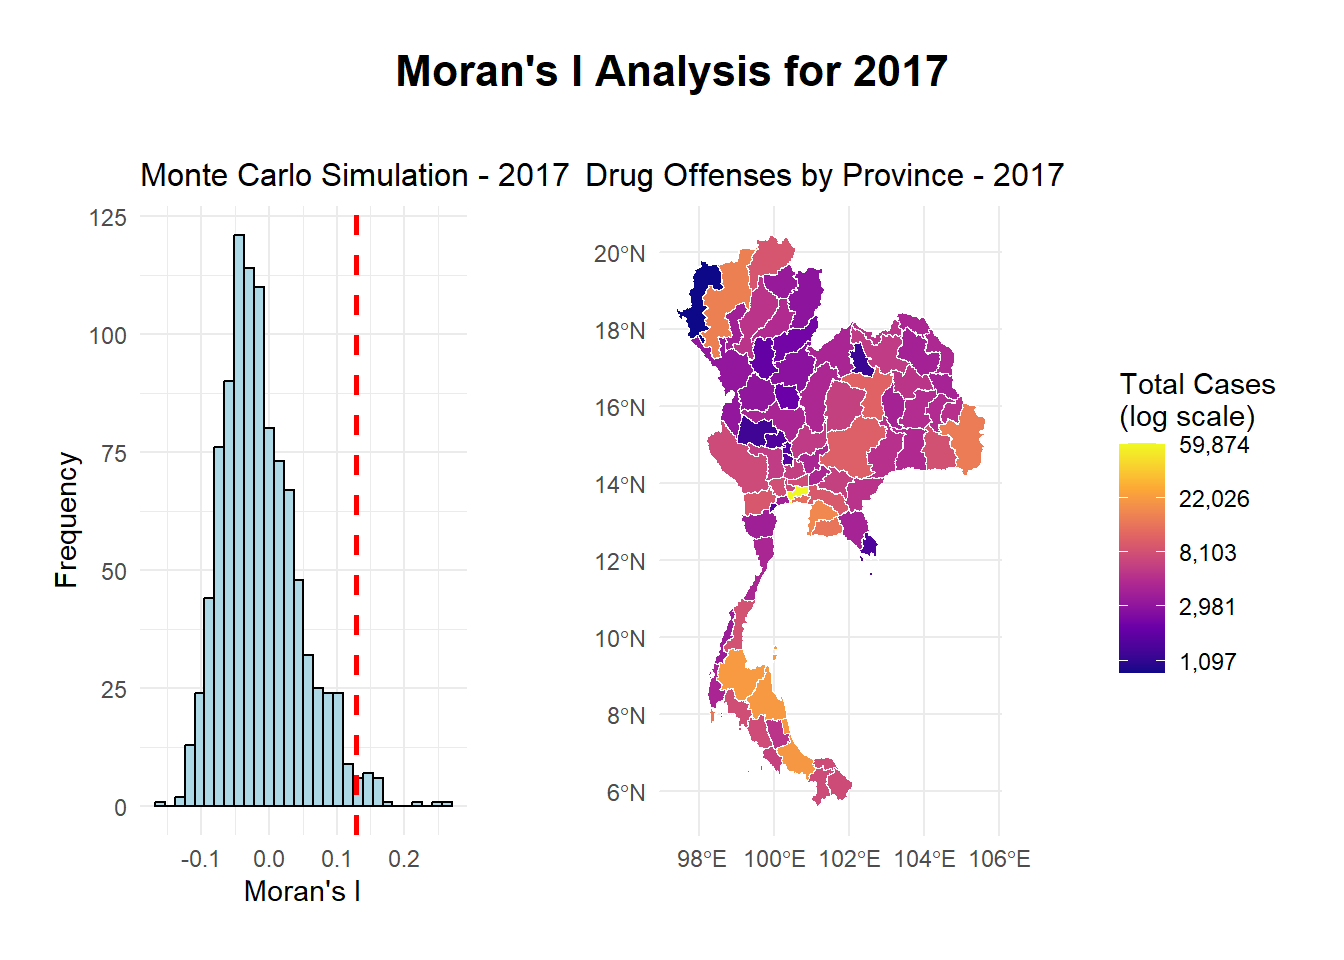 Moran's I Analysis for 2017
Monte Carlo Simulation - 2017
125
100
75
50
25
0
Frequency
-0.1
0.0
0.1
0.2
Moran's I
Drug Offenses by Province - 2017
20°N
18°N
16°N
14°N
12°N
10°N
8°N
6°N
98°E
100°E
102°E
104°E
106°E
Total Cases
(log scale)
59,874
22,026
8,103
2,981
1,097